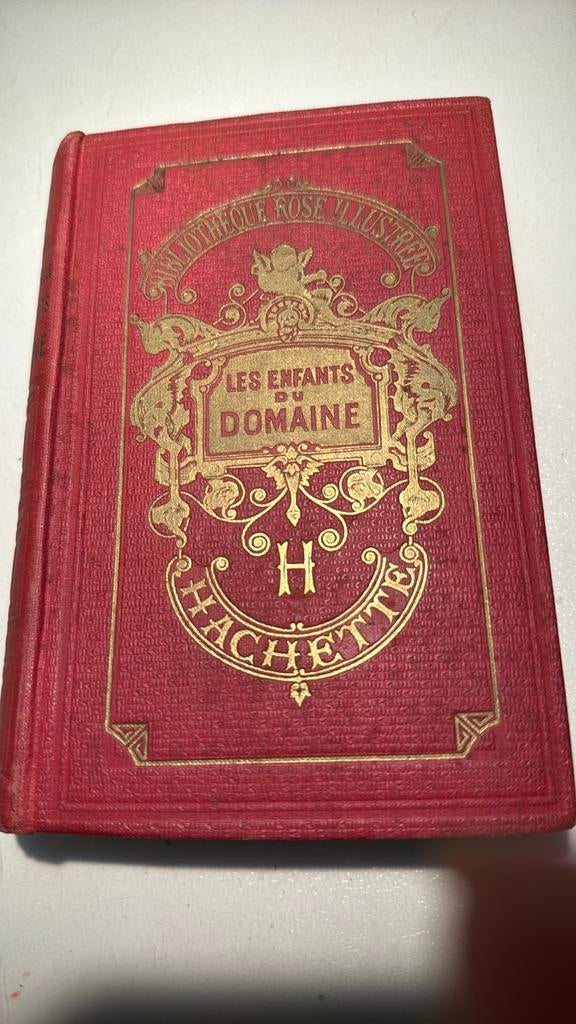 BIBLIOTHÈQUE ROSE ILLUSTRÉE
LES ENFANTS
DU
DOMAINE
H
HACHETTE